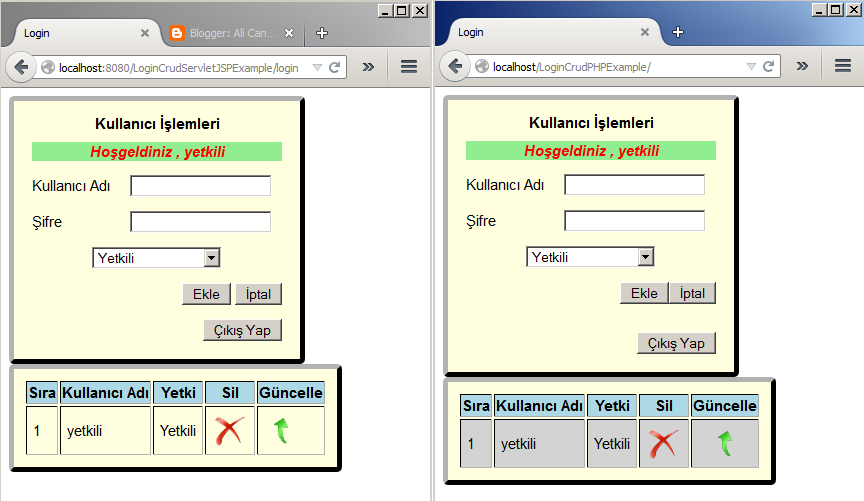 Login
Blogger: Ali Can...
localhost:8080/LoginCrudServletJSPExample/login
Kullanıcı İşlemleri
Hoşgeldiniz , yetkili
Kullanıcı Adı
Şifre
Yetkili
Ekle İptal
Çıkış Yap
Sıra Kullanıcı Adı Yetki Sil Güncelle
1 yetkili Yetkili
Login
localhost/LoginCrudPHPExample/
Kullanıcı İşlemleri
Hoşgeldiniz , yetkili
Kullanıcı Adı
Şifre
Yetkili
Ekle İptal
Çıkış Yap
Sıra Kullanıcı Adı Yetki Sil Güncelle
1 yetkili Yetkili